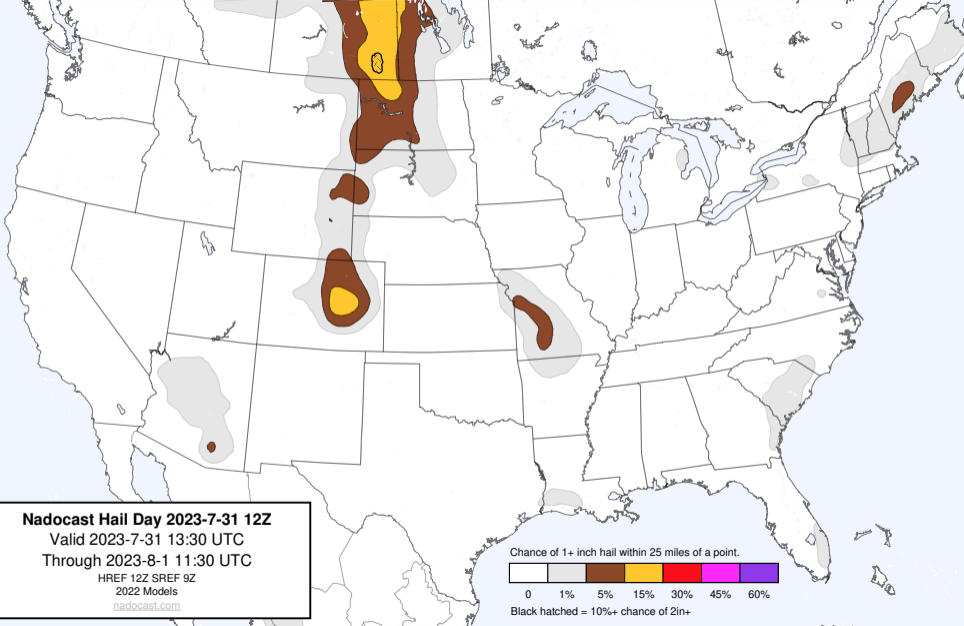 Nadocast Hail Day 2023-7-31 12Z
Valid 2023-7-31 13:30 UTC
Through 2023-8-1 11:30 UTC
HREF 12Z SREF 9Z
2022 Models
nadocast.com
Chance of 1+ inch hail within 25 miles of a point.
0 1% 5% 15% 30% 45% 60%
Black hatched = 10%+ chance of 2in+